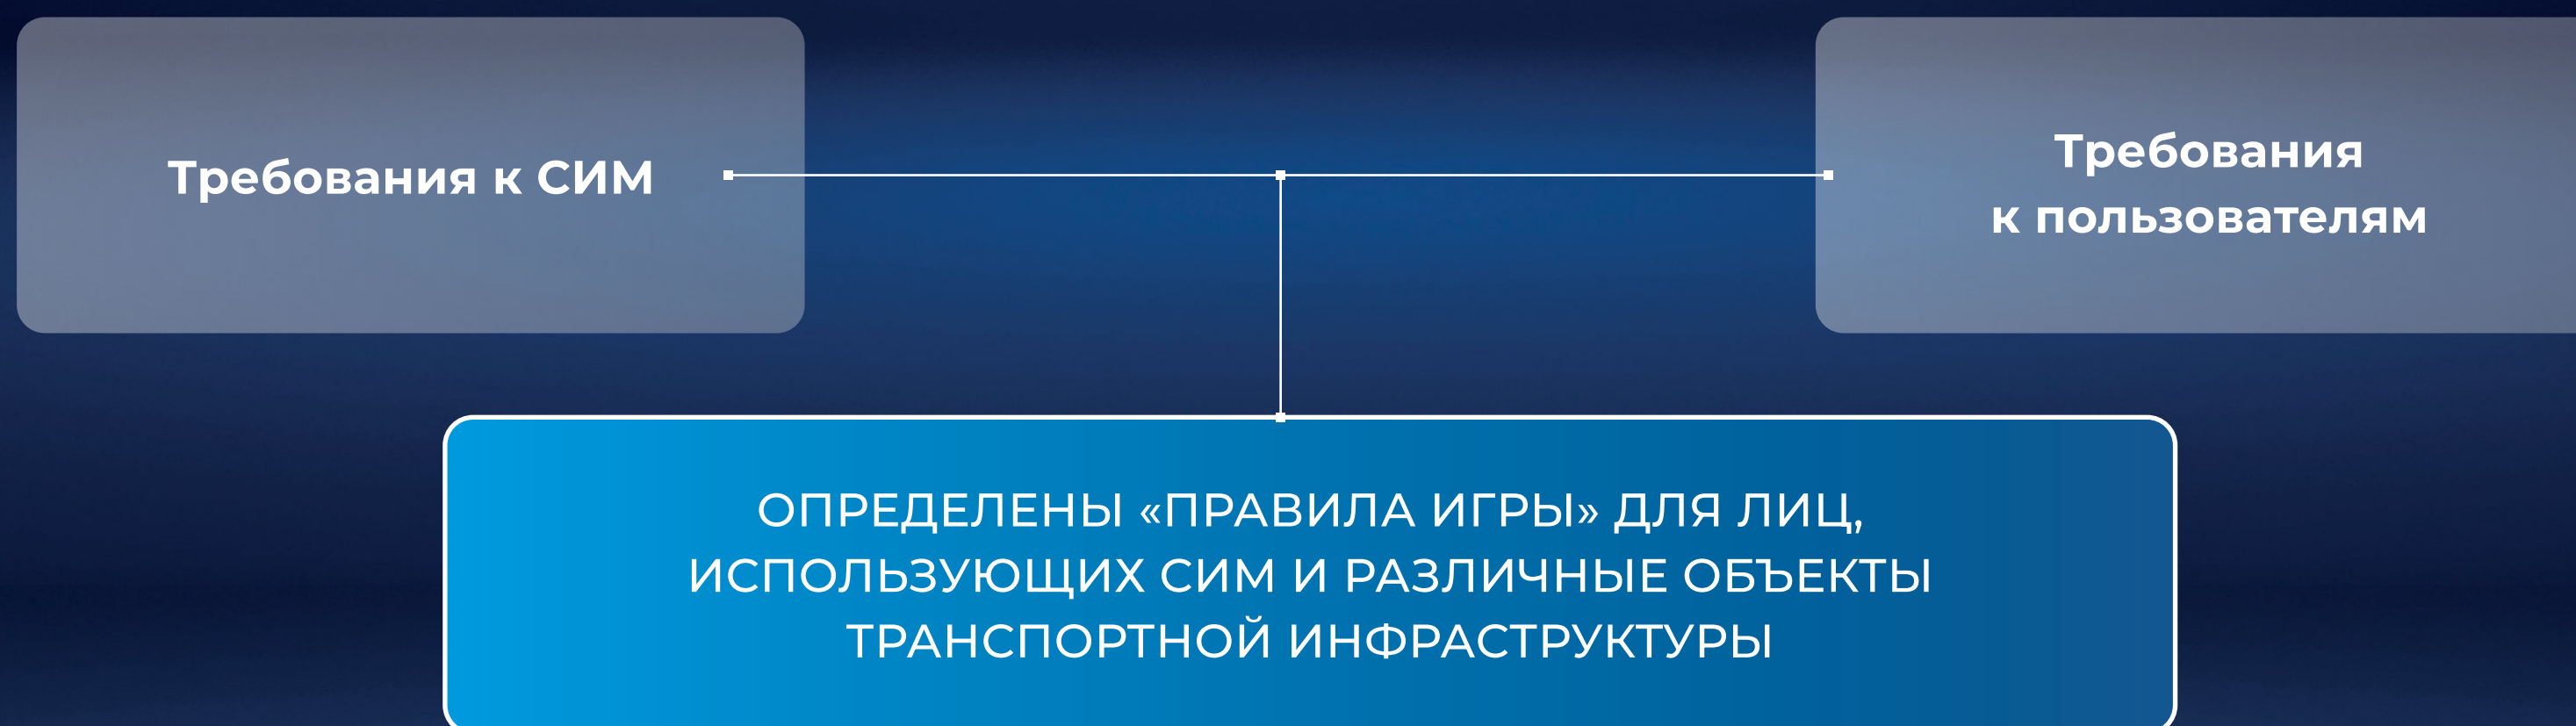 Требования к СИМ
Требования
к пользователям
ОПРЕДЕЛЕНЫ «ПРАВИЛА ИГРЫ» ДЛЯ ЛИЦ,
ИСПОЛЬЗУЮЩИХ СИМ И РАЗЛИЧНЫЕ ОБЪЕКТЫ
ТРАНСПОРТНОЙ ИНФРАСТРУКТУРЫ